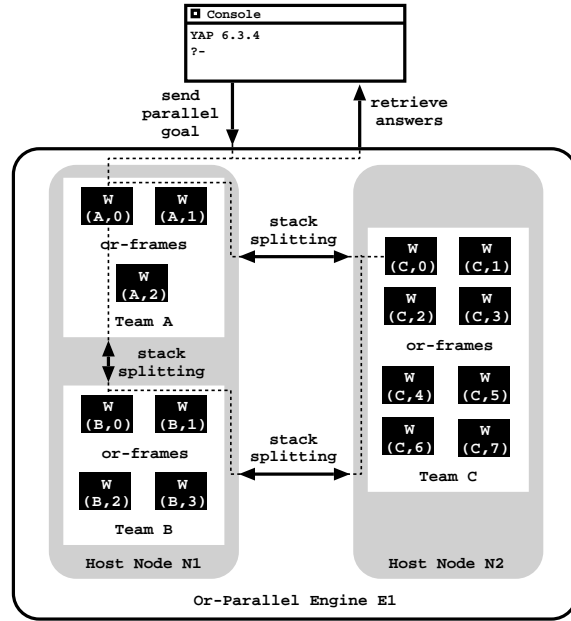 Console
YAP 6.3.4
?-
send
parallel
goal
retrieve
answers
W
(A,0)
W
(A,1)
or-frames
W
(A,2)
Team A
stack
splitting
W
(B,0)
W
(B,1)
or-frames
W
(B,2)
W
(B,3)
Team B
Host Node N1
stack
splitting
stack
splitting
W
(C,0)
W
(C,1)
W
(C,2)
W
(C,3)
or-frames
W
(C,4)
W
(C,5)
W
(C,6)
W
(C,7)
Team C
Host Node N2
Or-Parallel Engine E1